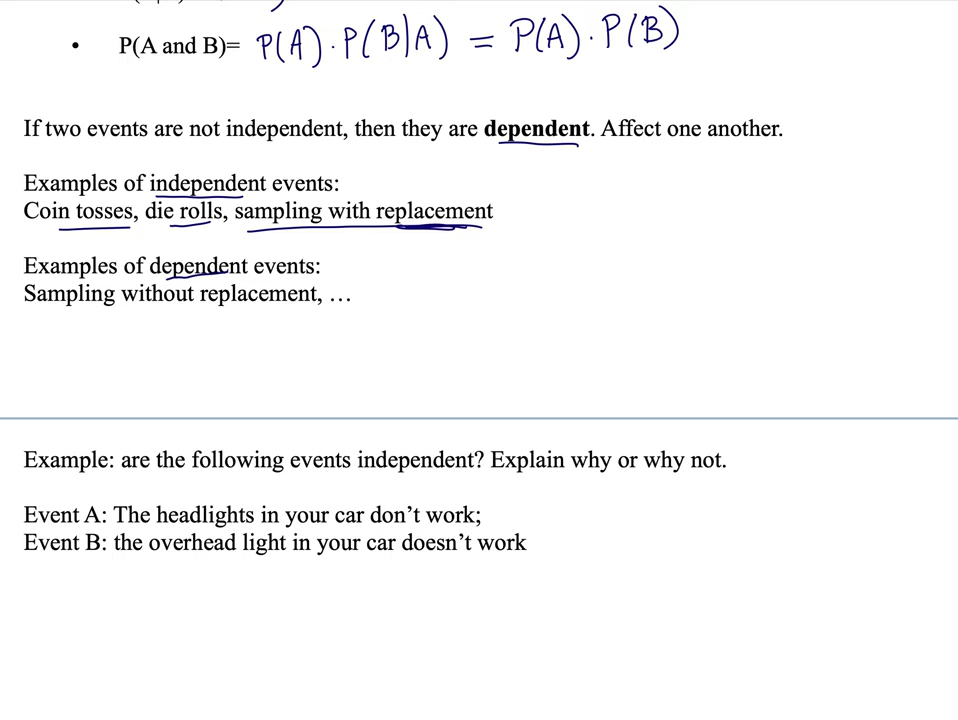 • P(A and B)= P(A) · P(B|A) = P(A) · P(B)
If two events are not independent, then they are dependent. Affect one another.
Examples of independent events:
Coin tosses, die rolls, sampling with replacement
Examples of dependent events:
Sampling without replacement, …
Example: are the following events independent? Explain why or why not.
Event A: The headlights in your car don’t work;
Event B: the overhead light in your car doesn’t work